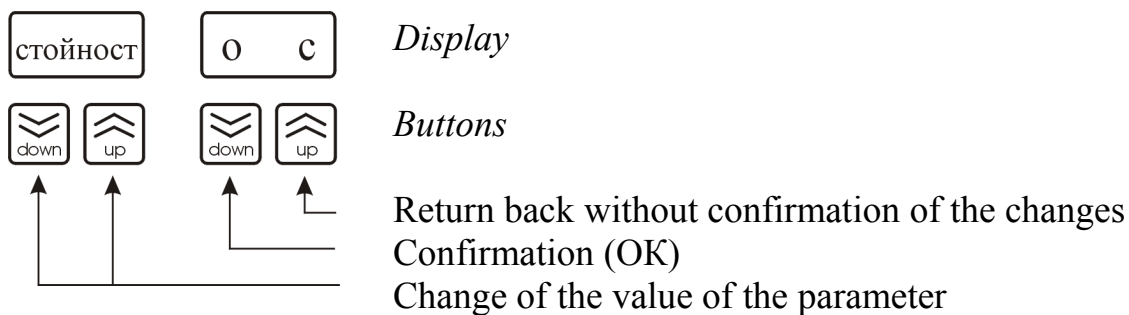 стойност о с Display
down up down up Buttons
Return back without confirmation of the changes
Confirmation (OK)
Change of the value of the parameter